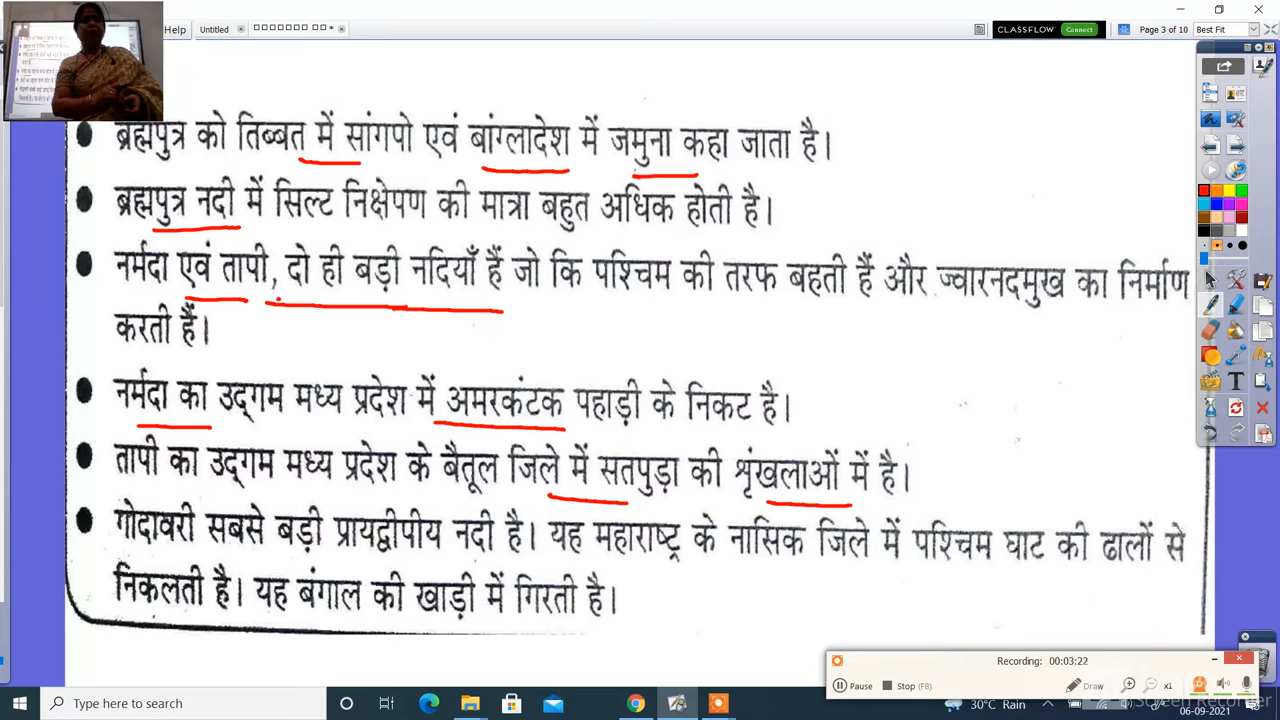 Help Untitled CLASSFLOW Connect Page 3 of 10 Best Fit
ब्रह्मपुत्र को तिब्बत में सांगपो एवं बांग्लादेश में जमुना कहा जाता है।
ब्रह्मपुत्र नदी में सिल्ट निक्षेपण की मात्रा बहुत अधिक होती है।
नर्मदा एवं तापी, दो ही बड़ी नदियाँ हैं जो कि पश्चिम की तरफ बहती हैं और ज्वारनदमुख का निर्माण
करती हैं।
नर्मदा का उद्गम मध्य प्रदेश में अमरकंटक पहाड़ी के निकट है।
तापी का उद्गम मध्य प्रदेश के बैतूल जिले में सतपुड़ा की श्रृंखलाओं में है।
गोदावरी सबसे बड़ी प्रायद्वीपीय नदी है। यह महाराष्ट्र के नासिक जिले में पश्चिम घाट की ढालों से
निकलती है। यह बंगाल की खाड़ी में गिरती है।
Recording: 00:03:22
Pause Stop (F8) Draw x1
Type here to search 30°C Rain
06-09-2021